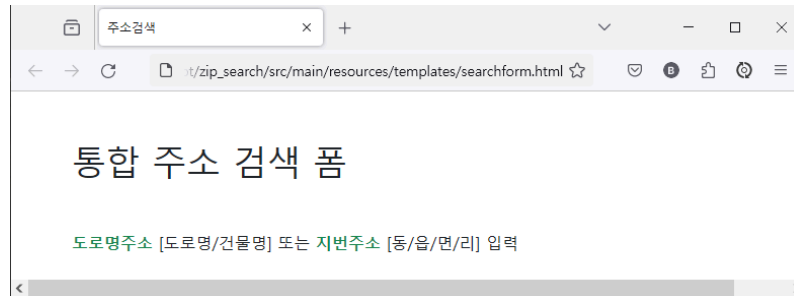 주소검색
/zip_search/src/main/resources/templates/searchform.html
B
통합 주소 검색 폼
도로명주소 [도로명/건물명] 또는 지번주소 [동/읍/면/리] 입력